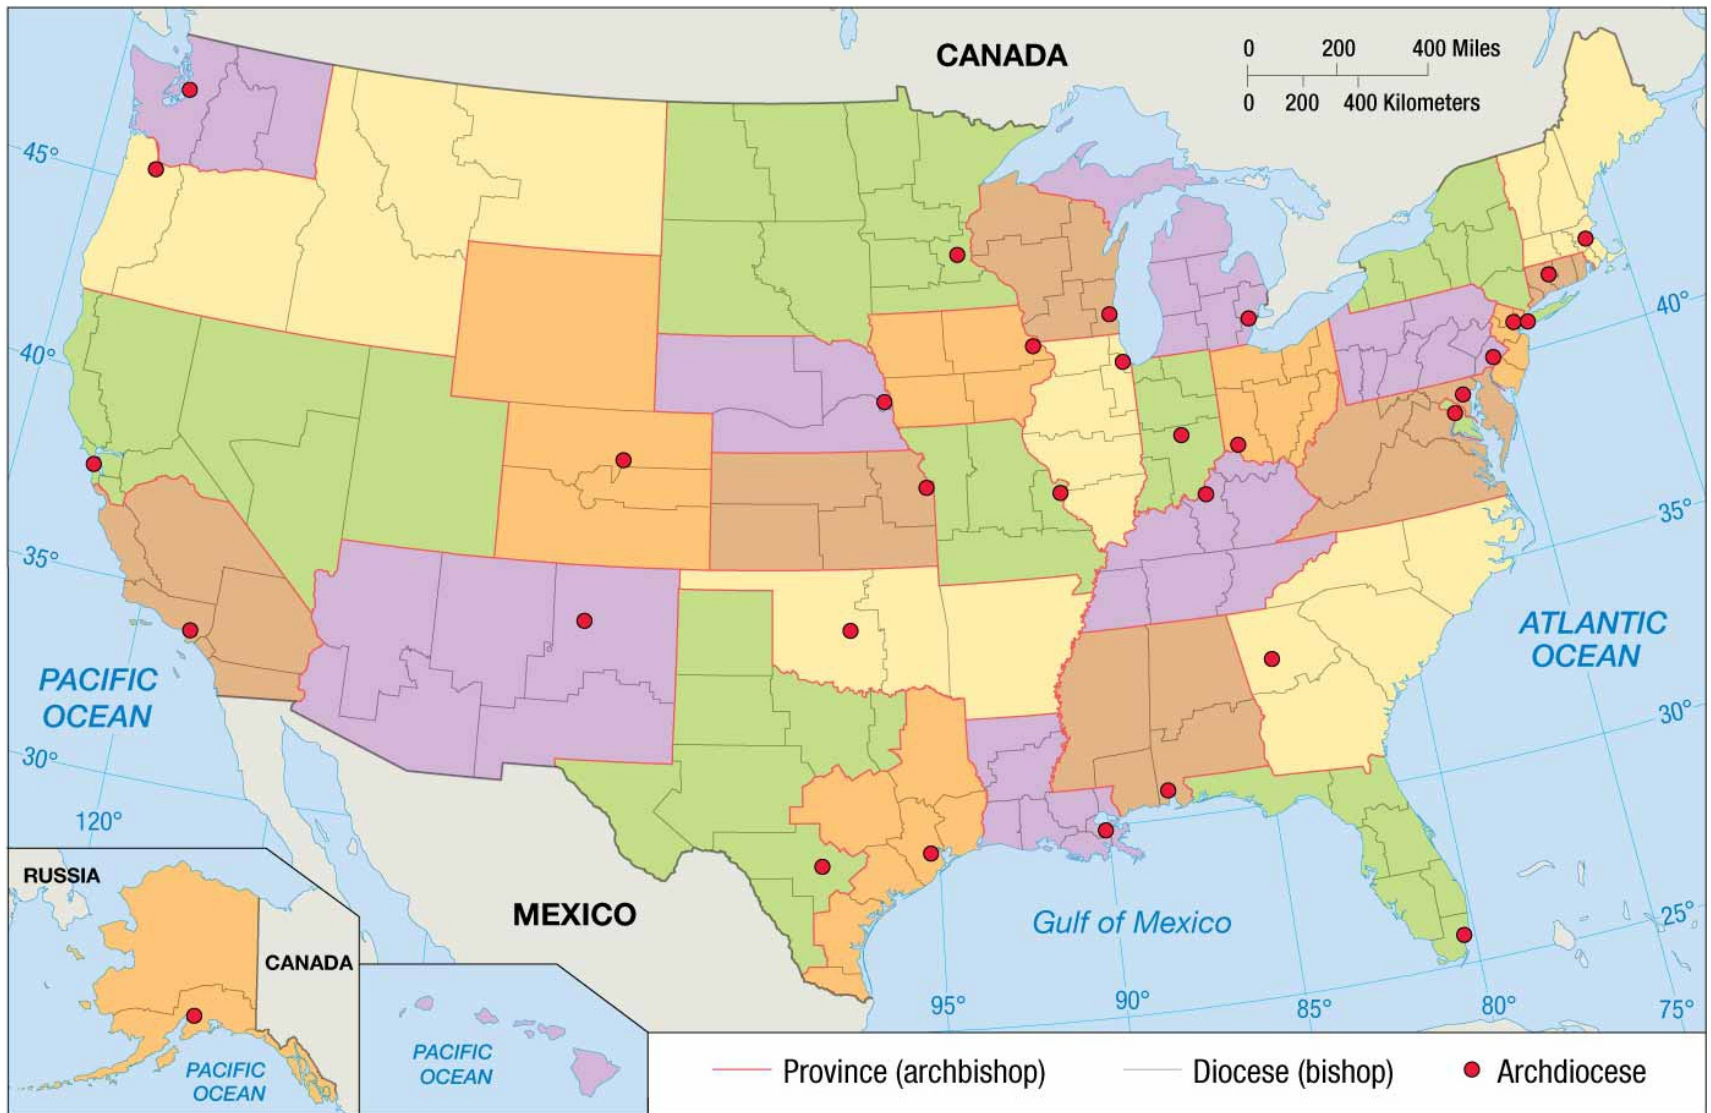 CANADA
0 200 400 Miles
0 200 400 Kilometers
45°
40°
40°
35°
35°
ATLANTIC
OCEAN
PACIFIC
OCEAN
30°
30°
120°
RUSSIA
MEXICO
Gulf of Mexico
25°
CANADA
95°
90°
85°
80°
75°
PACIFIC
OCEAN
PACIFIC
OCEAN
Province (archbishop)
Diocese (bishop)
Archdiocese